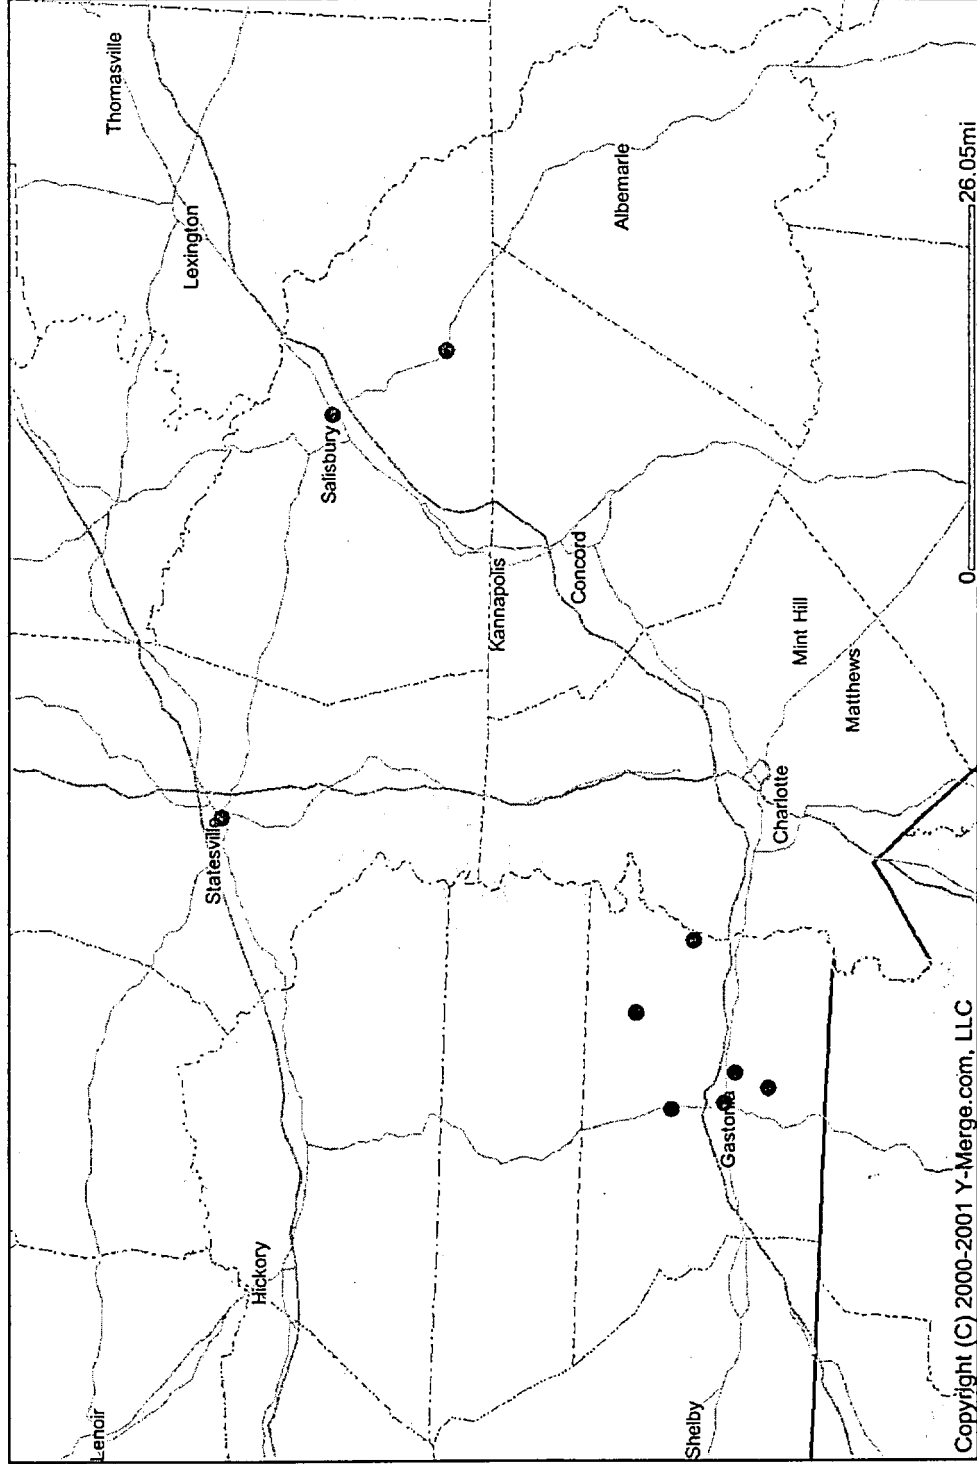 Lenoir
Hickory
Statesville
Lexington
Thomasville
Salisbury
Kannapolis
Concord
Albemarle
Shelby
Gastonia
Charlotte
Matthews
Mint Hill
Copyright (C) 2000-2001 Y-Merge.com, LLC
0 26.05mi